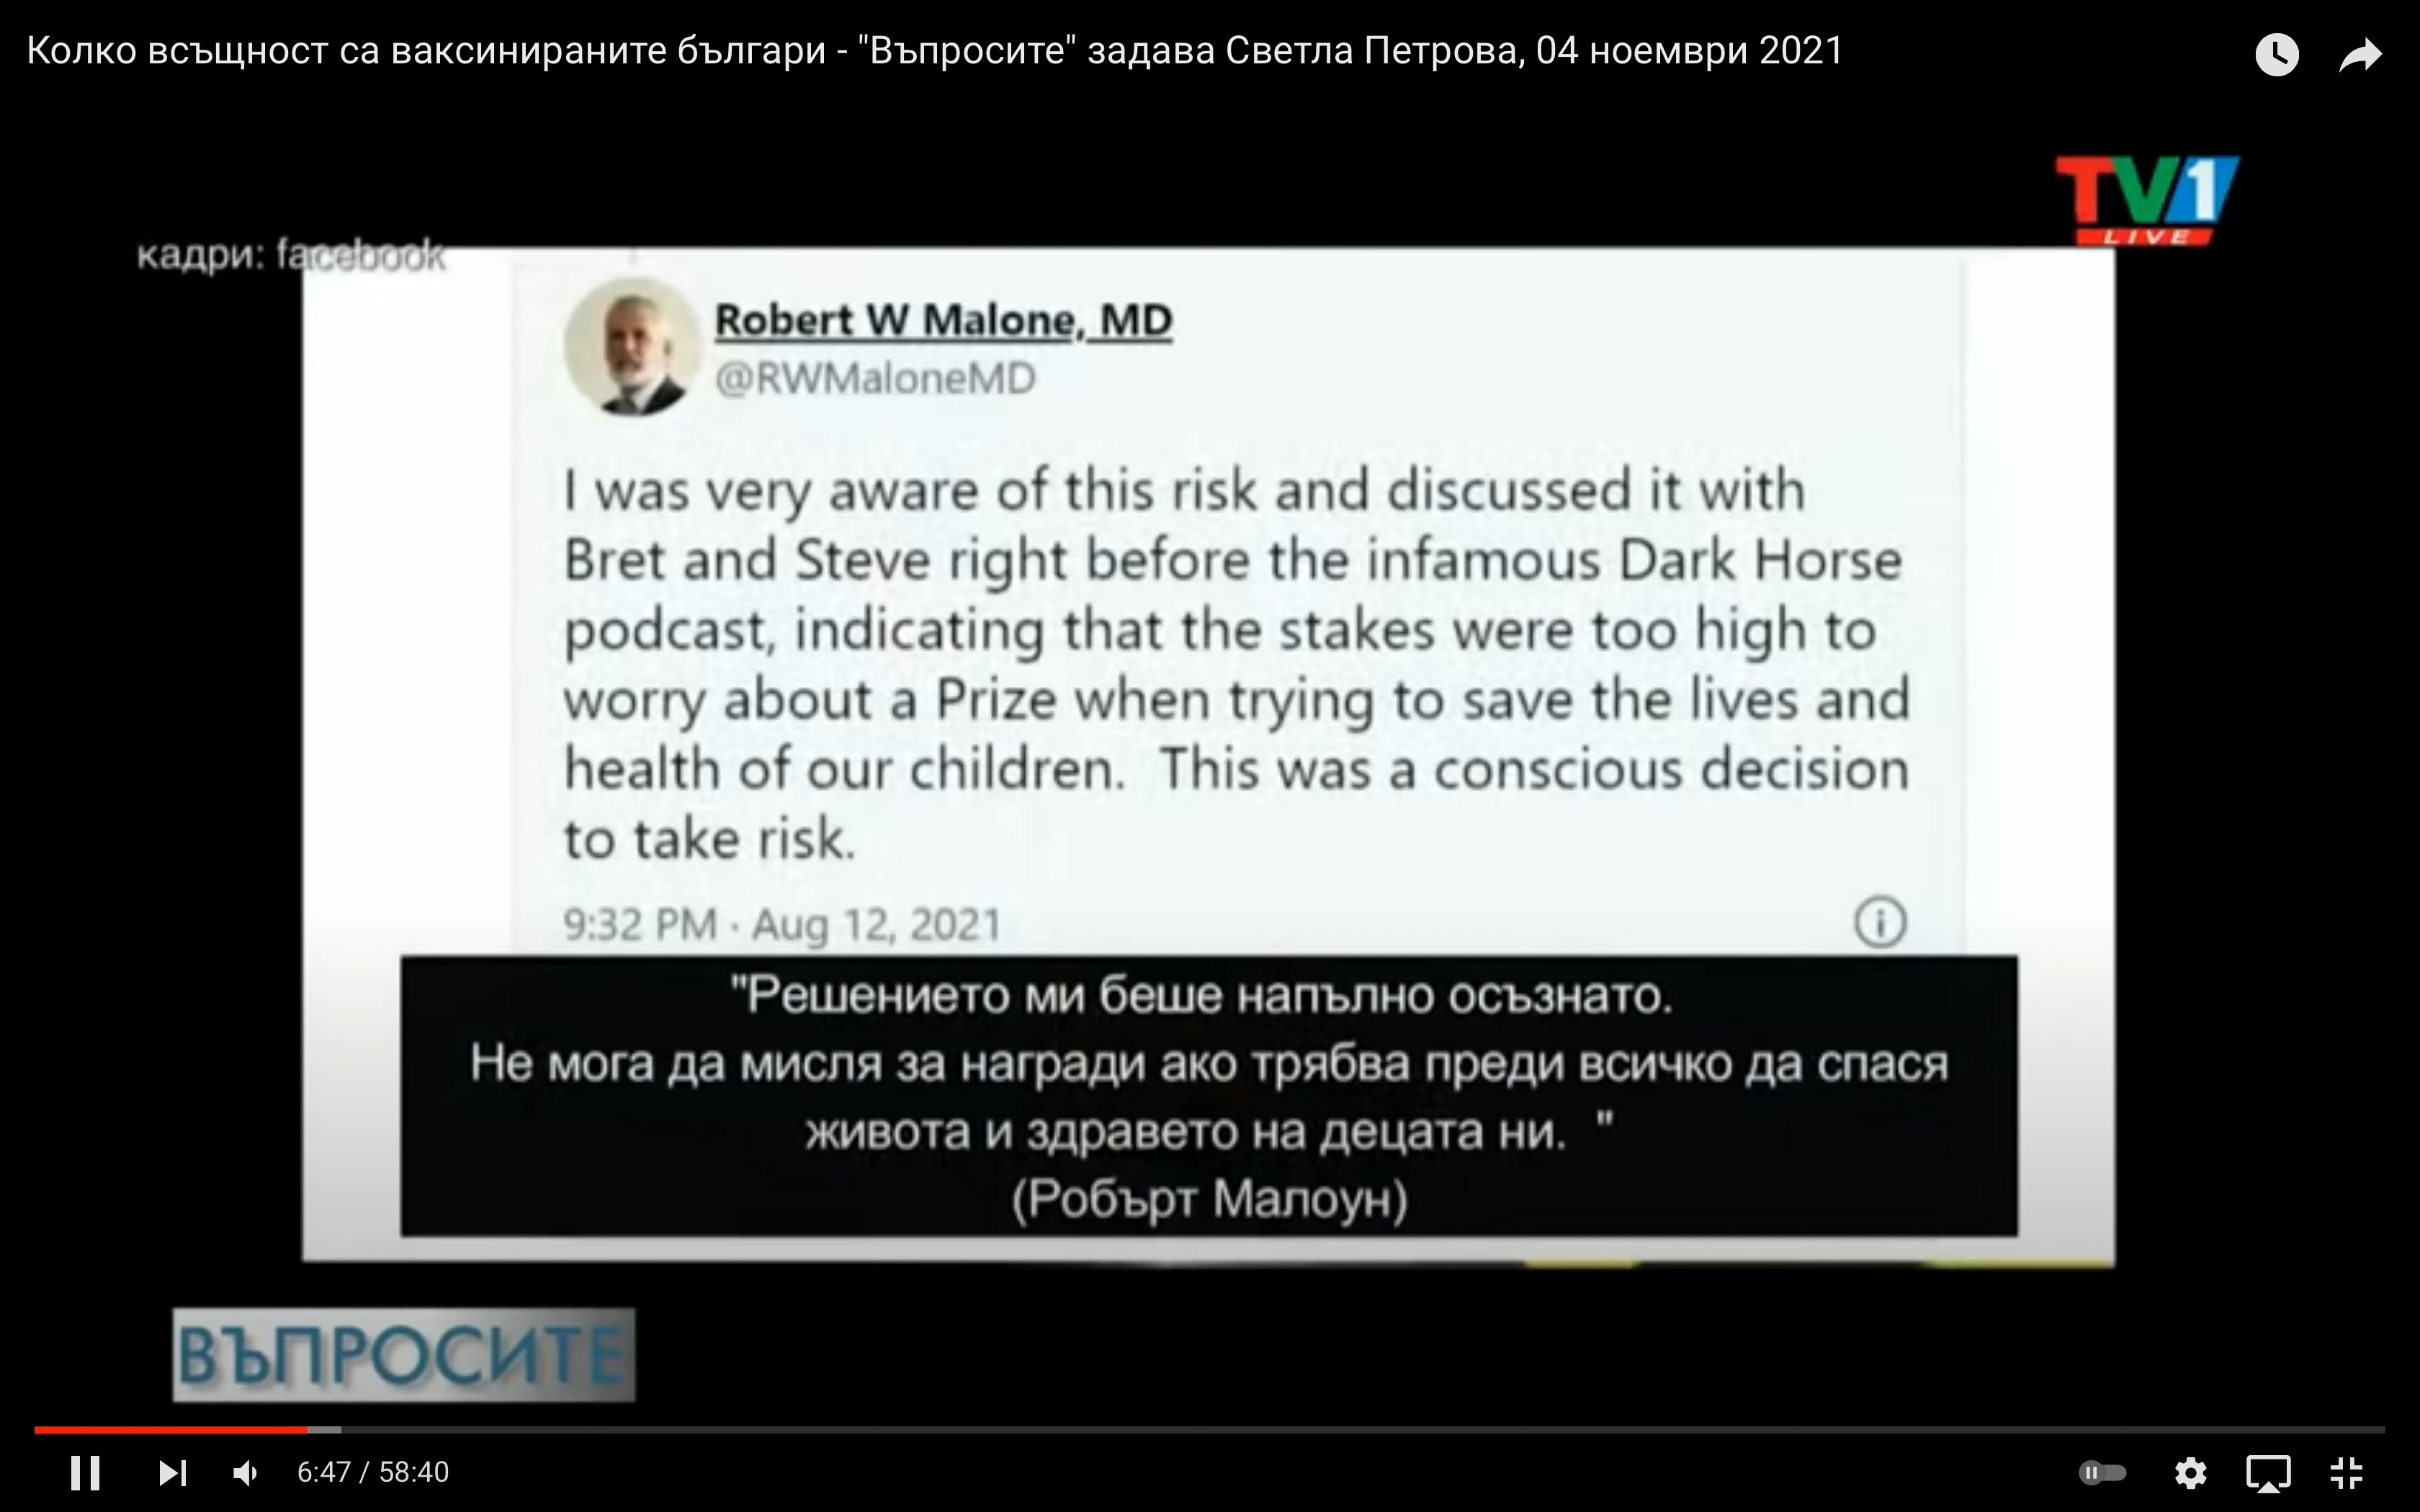 Колко всъщност са ваксинираните българи - "Въпросите" задава Светла Петрова, 04 ноември 2021
TV1
LIVE
кадри: facebook
Robert W Malone, MD
@RWMaloneMD
I was very aware of this risk and discussed it with
Bret and Steve right before the infamous Dark Horse
podcast, indicating that the stakes were too high to
worry about a Prize when trying to save the lives and
health of our children.  This was a conscious decision
to take risk.
9:32 PM · Aug 12, 2021
"Решението ми беше напълно осъзнато.
Не мога да мисля за награди ако трябва преди всичко да спася
живота и здравето на децата ни.  "
(Робърт Малоун)
ВЪПРОСИТЕ
6:47 / 58:40